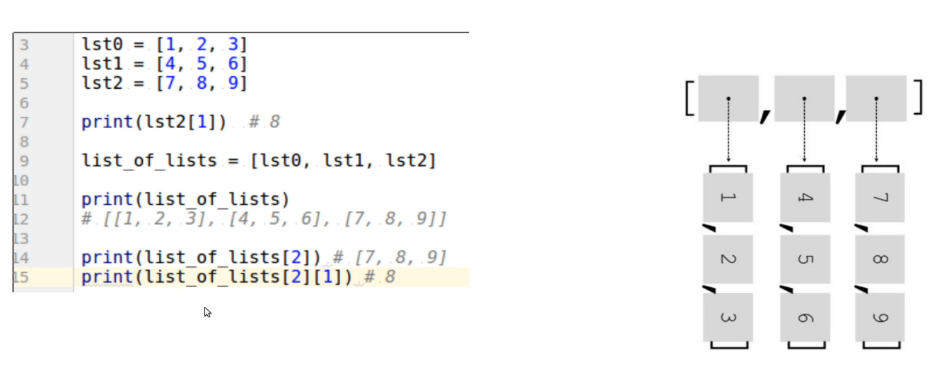 3 lst0 = [1, 2, 3]
4 lst1 = [4, 5, 6]
5 lst2 = [7, 8, 9]
6
7 print(lst2[1])  # 8
8
9 list_of_lists = [lst0, lst1, lst2]
10
11 print(list_of_lists)
12 # [[1, 2, 3], [4, 5, 6], [7, 8, 9]]
13
14 print(list_of_lists[2]) # [7, 8, 9]
15 print(list_of_lists[2][1]) # 8
[ , , ]
[1, 2, 3]
[4, 5, 6]
[7, 8, 9]